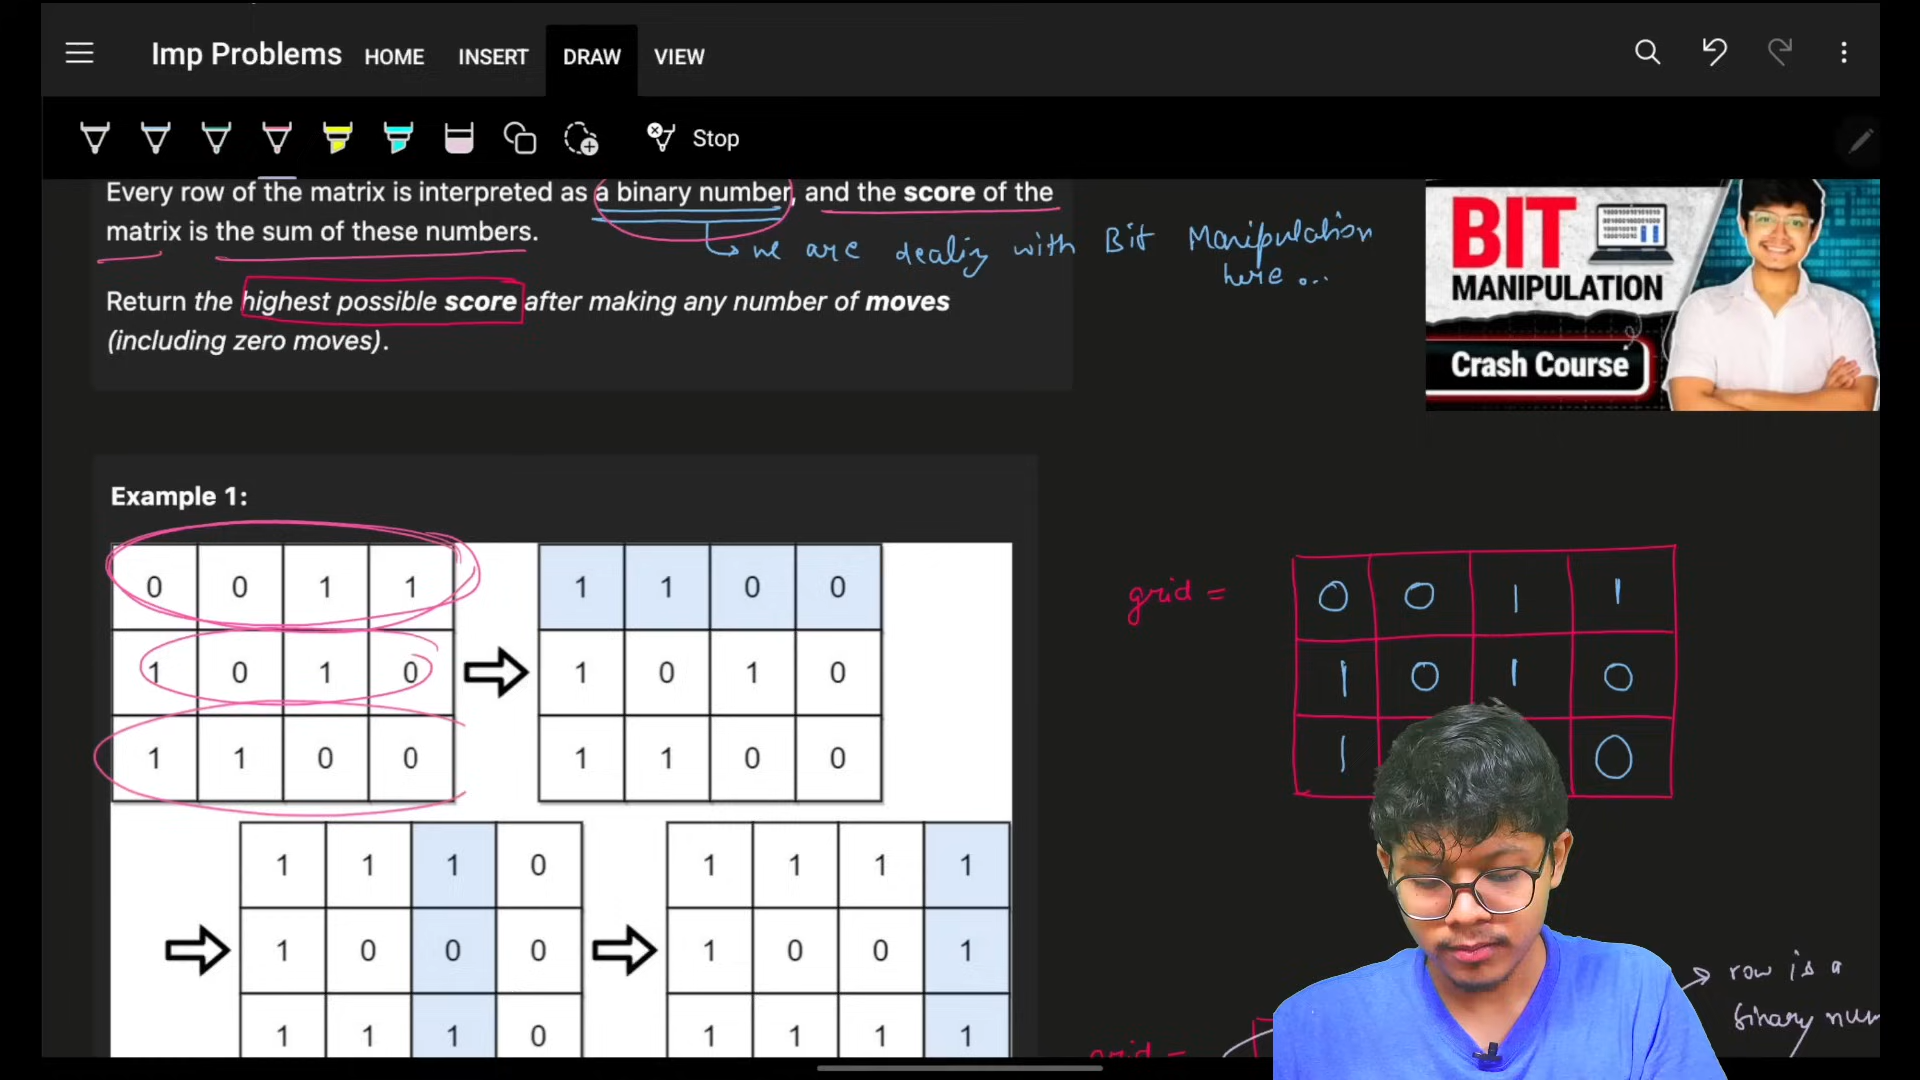 Imp Problems HOME INSERT DRAW VIEW
Stop
Every row of the matrix is interpreted as a binary number, and the score of the
matrix is the sum of these numbers.
↳ we are dealing with Bit Manipulation
here ...
Return the highest possible score after making any number of moves
(including zero moves).
BIT
MANIPULATION
Crash Course
Example 1:
0 0 1 1
1 0 1 0
1 1 0 0
1 1 0 0
1 0 1 0
1 1 0 0
1 1 1 0
1 0 0 0
1 1 1 0
1 1 1 1
1 0 0 1
1 1 1 1
grid =
0 0 1 1
1 0 1 0
1 0
→ row is a
binary num
grid =